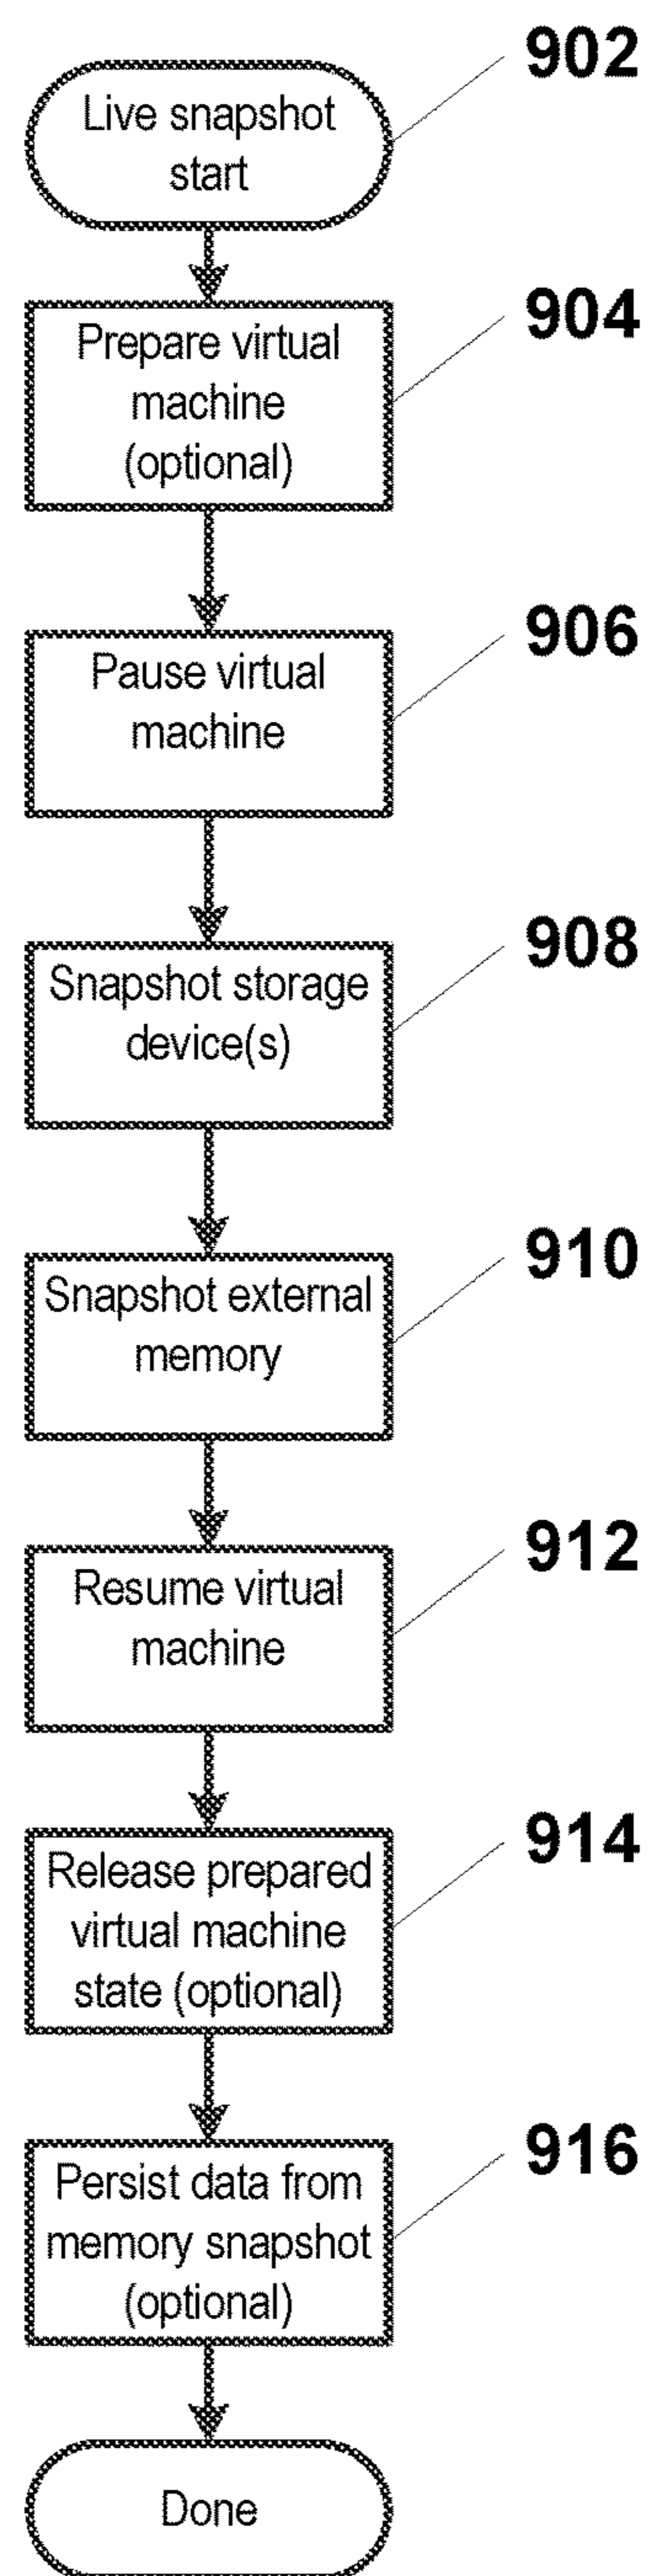 902
Live snapshot
start
904
Prepare virtual
machine
(optional)
906
Pause virtual
machine
908
Snapshot storage
device(s)
910
Snapshot external
memory
912
Resume virtual
machine
914
Release prepared
virtual machine
state (optional)
916
Persist data from
memory snapshot
(optional)
Done